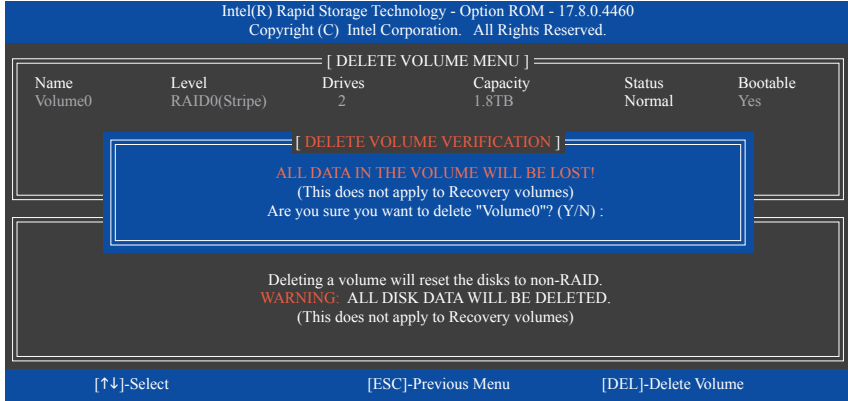 Intel(R) Rapid Storage Technology - Option ROM - 17.8.0.4460
Copyright (C) Intel Corporation. All Rights Reserved.
[ DELETE VOLUME MENU ]
Name Level Drives Capacity Status Bootable
Volume0 RAID0(Stripe) 2 1.8TB Normal Yes
[ DELETE VOLUME VERIFICATION ]
ALL DATA IN THE VOLUME WILL BE LOST!
(This does not apply to Recovery volumes)
Are you sure you want to delete "Volume0"? (Y/N) :
Deleting a volume will reset the disks to non-RAID.
WARNING: ALL DISK DATA WILL BE DELETED.
(This does not apply to Recovery volumes)
[↑↓]-Select [ESC]-Previous Menu [DEL]-Delete Volume